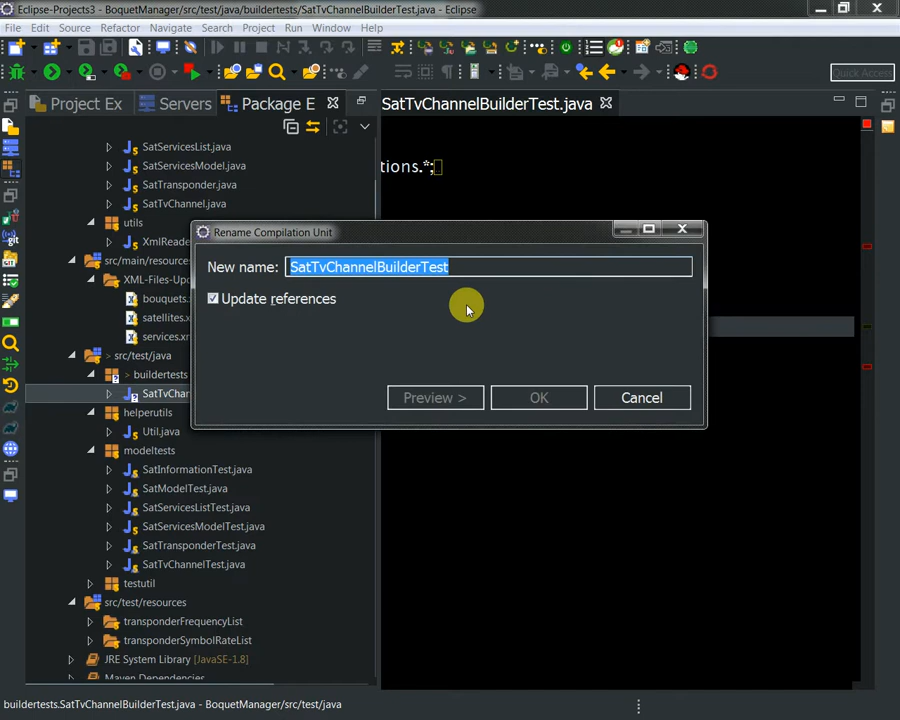 Eclipse-Projects3 - BoquetManager/src/test/java/buildertests/SatTvChannelBuilderTest.java - Eclipse
File Edit Source Refactor Navigate Search Project Run Window Help
Quick Access
Project Ex Servers Package E SatTvChannelBuilderTest.java
SatServicesList.java
tions.*;
SatServicesModel.java
SatTransponder.java
SatTvChannel.java
utils
Rename Compilation Unit
XmlReade
src/main/resource
New name: SatTvChannelBuilderTest
XML-Files-Upd
bouquets.x
Update references
satellites.x
services.xm
> src/test/java
> buildertests
SatTvChan
Preview > OK Cancel
helperutils
Util.java
modeltests
SatInformationTest.java
SatModelTest.java
SatServicesListTest.java
SatServicesModelTest.java
SatTransponderTest.java
SatTvChannelTest.java
testutil
src/test/resources
transponderFrequencyList
transponderSymbolRateList
JRE System Library [JavaSE-1.8]
Maven Dependencies
buildertests.SatTvChannelBuilderTest.java - BoquetManager/src/test/java